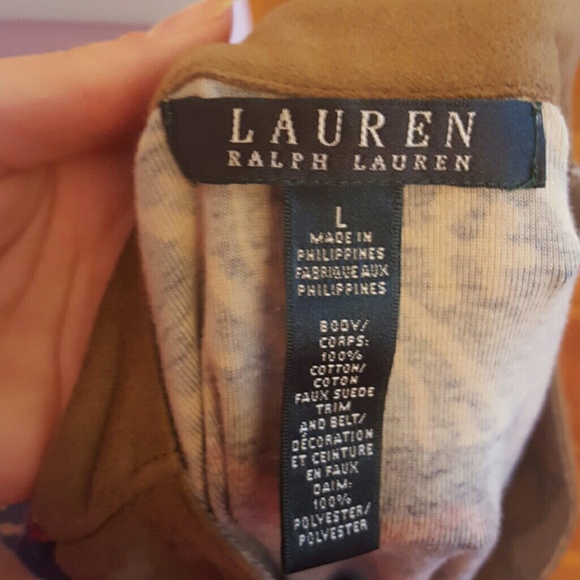 LAUREN
RALPH LAUREN
L
MADE IN
PHILIPPINES
FABRIQUE AUX
PHILIPPINES
BODY/
CORPS:
100%
COTTON/
COTON
FAUX SUEDE
TRIM
AND BELT/
DÉCORATION
ET CEINTURE
EN FAUX
DAIM:
100%
POLYESTER/
POLYESTER